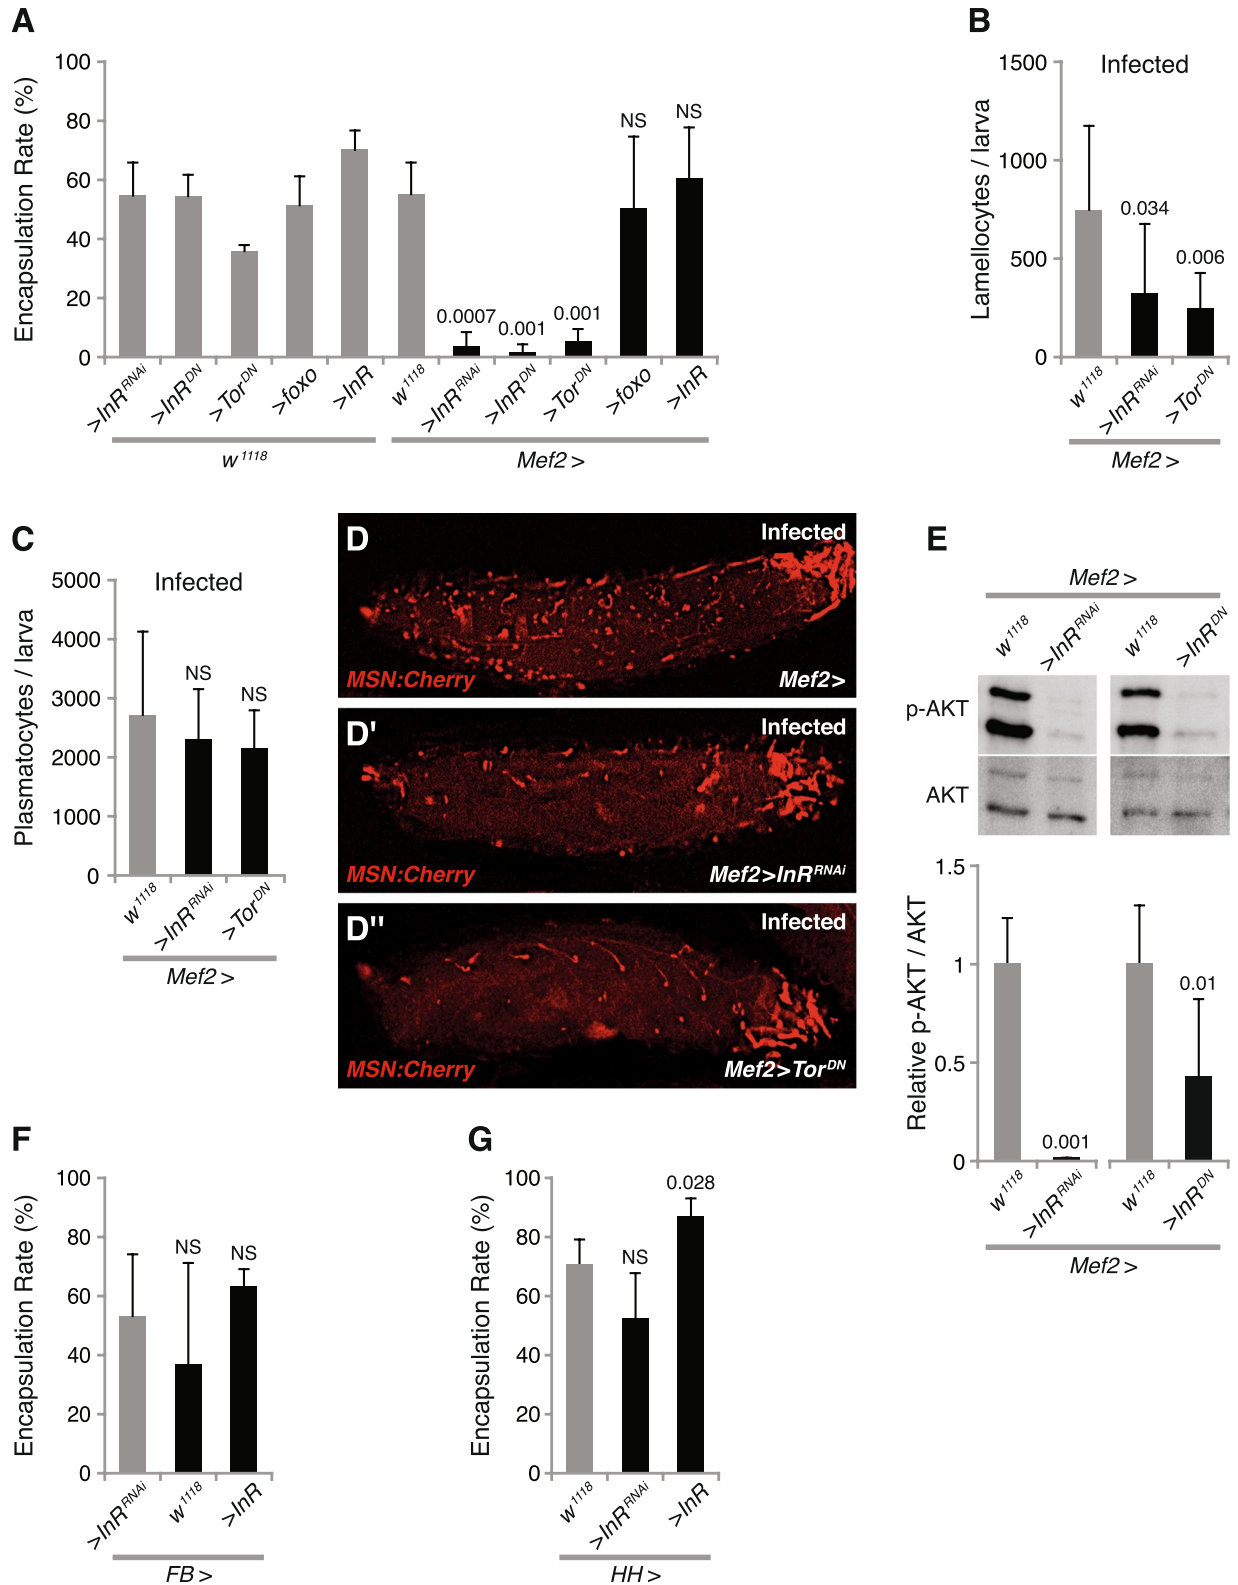 A
Encapsulation Rate (%)
100
80
60
40
20
0
0.0007
0.001
0.001
NS
NS
>InR^RNAi
>InR^DN
>Tor^DN
>foxo
>InR
w^1118
>InR^RNAi
>InR^DN
>Tor^DN
>foxo
>InR
w^1118
Mef2 >
B
Infected
Lamellocytes / larva
1500
1000
500
0
0.034
0.006
w^1118
>InR^RNAi
>Tor^DN
Mef2 >
C
Infected
Plasmatocytes / larva
5000
4000
3000
2000
1000
0
NS
NS
w^1118
>InR^RNAi
>Tor^DN
Mef2 >
D
Infected
MSN:Cherry
Mef2>
D'
Infected
MSN:Cherry
Mef2>InR^RNAi
D"
Infected
MSN:Cherry
Mef2>Tor^DN
E
Mef2 >
w^1118
>InR^RNAi
w^1118
>InR^DN
p-AKT
AKT
Relative p-AKT / AKT
1.5
1
0.5
0
0.001
0.01
w^1118
>InR^RNAi
w^1118
>InR^DN
Mef2 >
F
Encapsulation Rate (%)
100
80
60
40
20
0
NS
NS
>InR^RNAi
w^1118
>InR
FB >
G
Encapsulation Rate (%)
100
80
60
40
20
0
NS
0.028
w^1118
>InR^RNAi
>InR
HH >